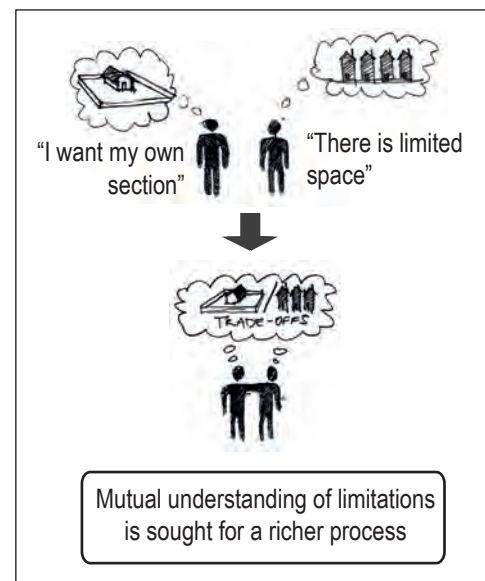 “I want my own
section”
“There is limited
space”
TRADE-OFFS
Mutual understanding of limitations
is sought for a richer process